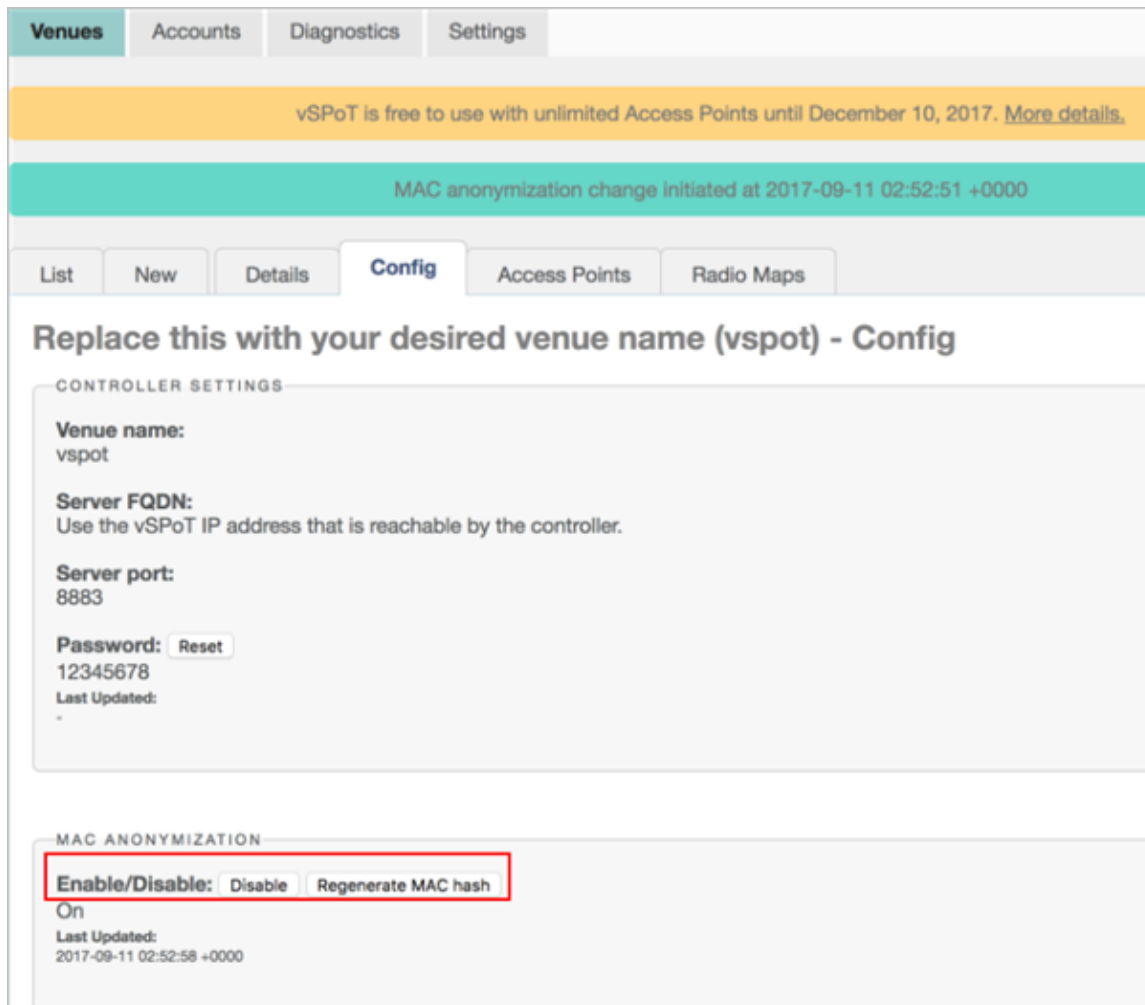 Venues Accounts Diagnostics Settings
vSPoT is free to use with unlimited Access Points until December 10, 2017. More details.
MAC anonymization change initiated at 2017-09-11 02:52:51 +0000
List New Details Config Access Points Radio Maps
Replace this with your desired venue name (vspot) - Config
CONTROLLER SETTINGS
Venue name:
vspot
Server FQDN:
Use the vSPoT IP address that is reachable by the controller.
Server port:
8883
Password: Reset
12345678
Last Updated:
-
MAC ANONYMIZATION
Enable/Disable: Disable Regenerate MAC hash
On
Last Updated:
2017-09-11 02:52:58 +0000